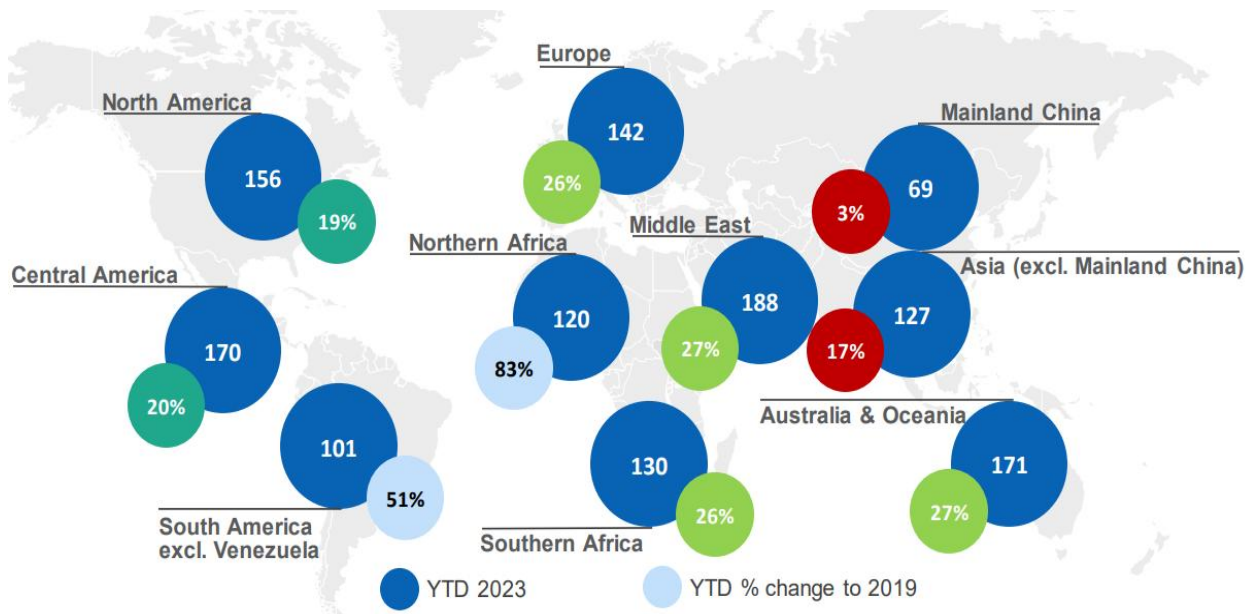 Europe
142
26%
North America
156
19%
Mainland China
69
3%
Northern Africa
120
83%
Middle East
188
27%
Asia (excl. Mainland China)
127
17%
Central America
170
20%
South America
excl. Venezuela
101
51%
Southern Africa
130
26%
Australia & Oceania
171
27%
YTD 2023
YTD % change to 2019